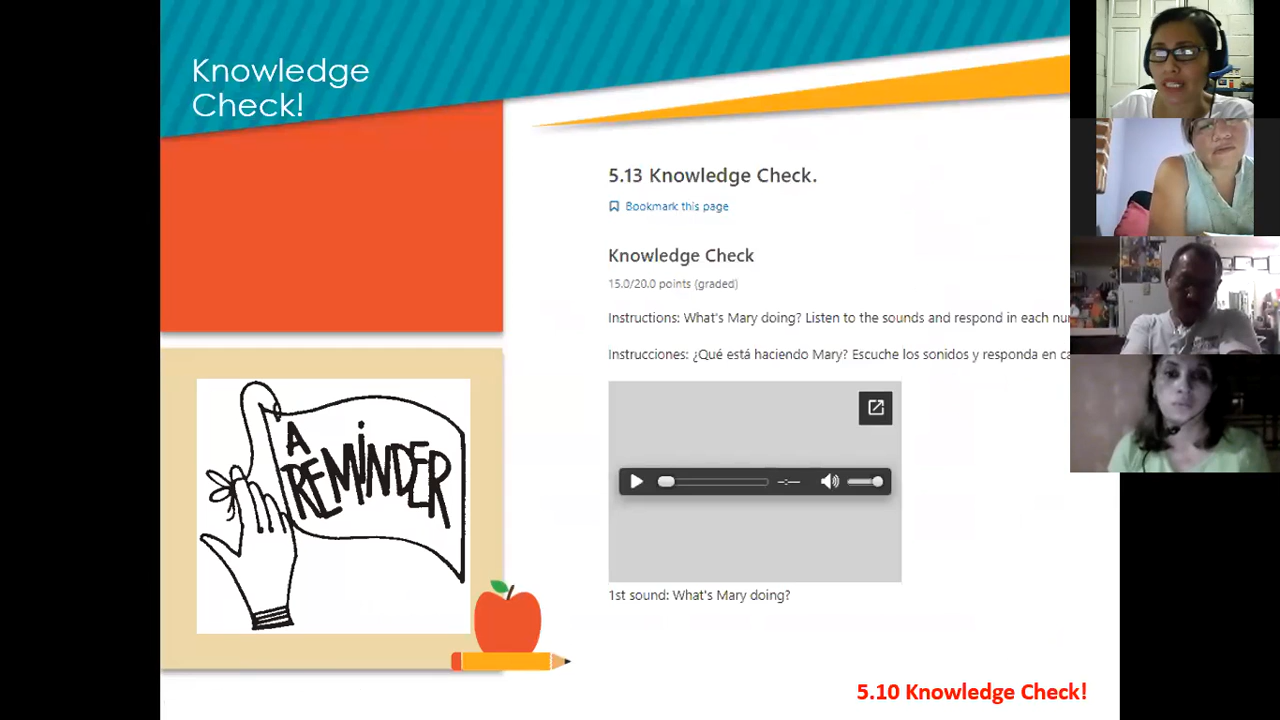 Knowledge
Check!
5.13 Knowledge Check.
Bookmark this page
Knowledge Check
15.0/20.0 points (graded)
Instructions: What's Mary doing? Listen to the sounds and respond in each
Instrucciones: ¿Qué está haciendo Mary? Escuche los sonidos y responda en
A
REMINDER
1st sound: What's Mary doing?
5.10 Knowledge Check!